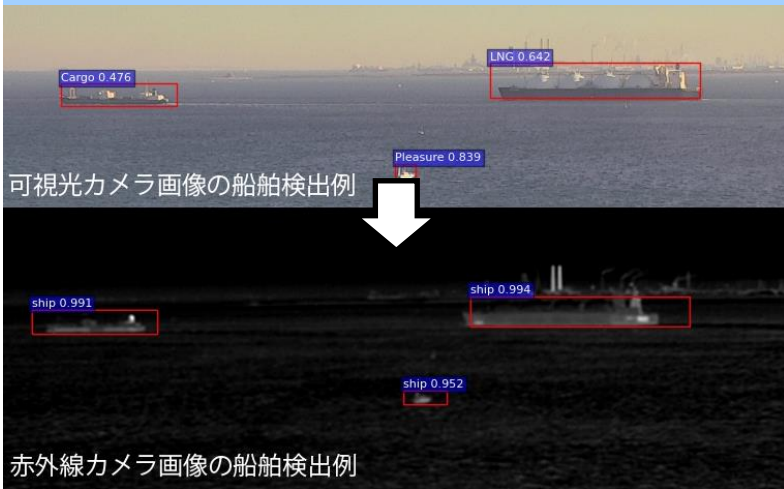 Cargo 0.476
LNG 0.642
Pleasure 0.839
可視光カメラ画像の船舶検出例
ship 0.991
ship 0.994
ship 0.952
赤外線カメラ画像の船舶検出例